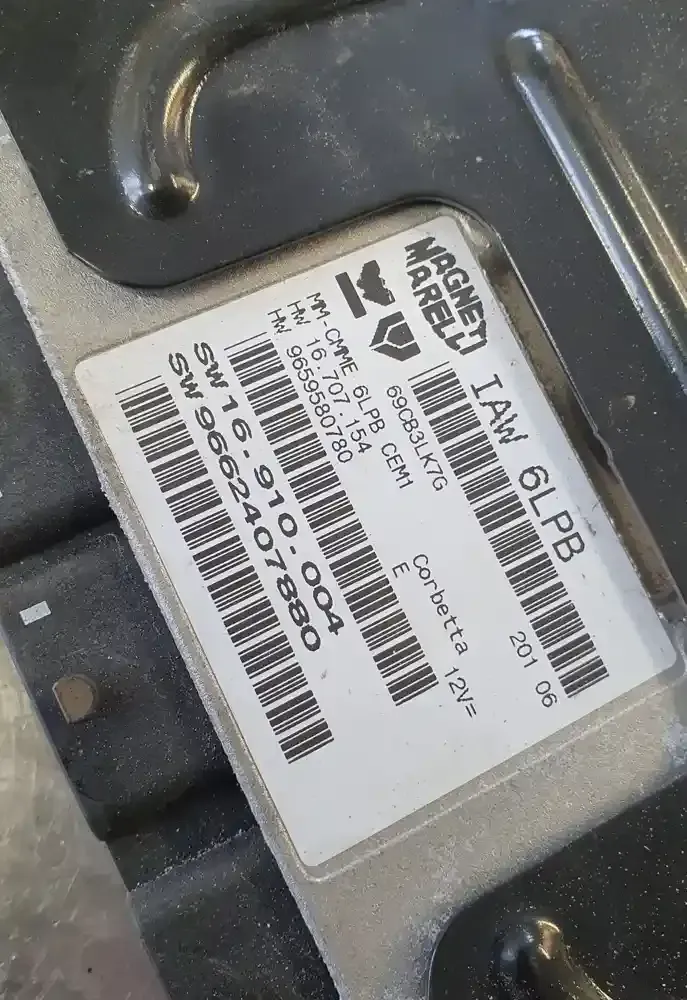 MAGNETI
MARELLI
IAW 6LPB
69CB3LK7G
201 06
MM-CMME 6LPB CEM1
HW 16.707.154
HW 9659580780
Corbetta 12V=
E
SW 16.910.004
SW 9662407880